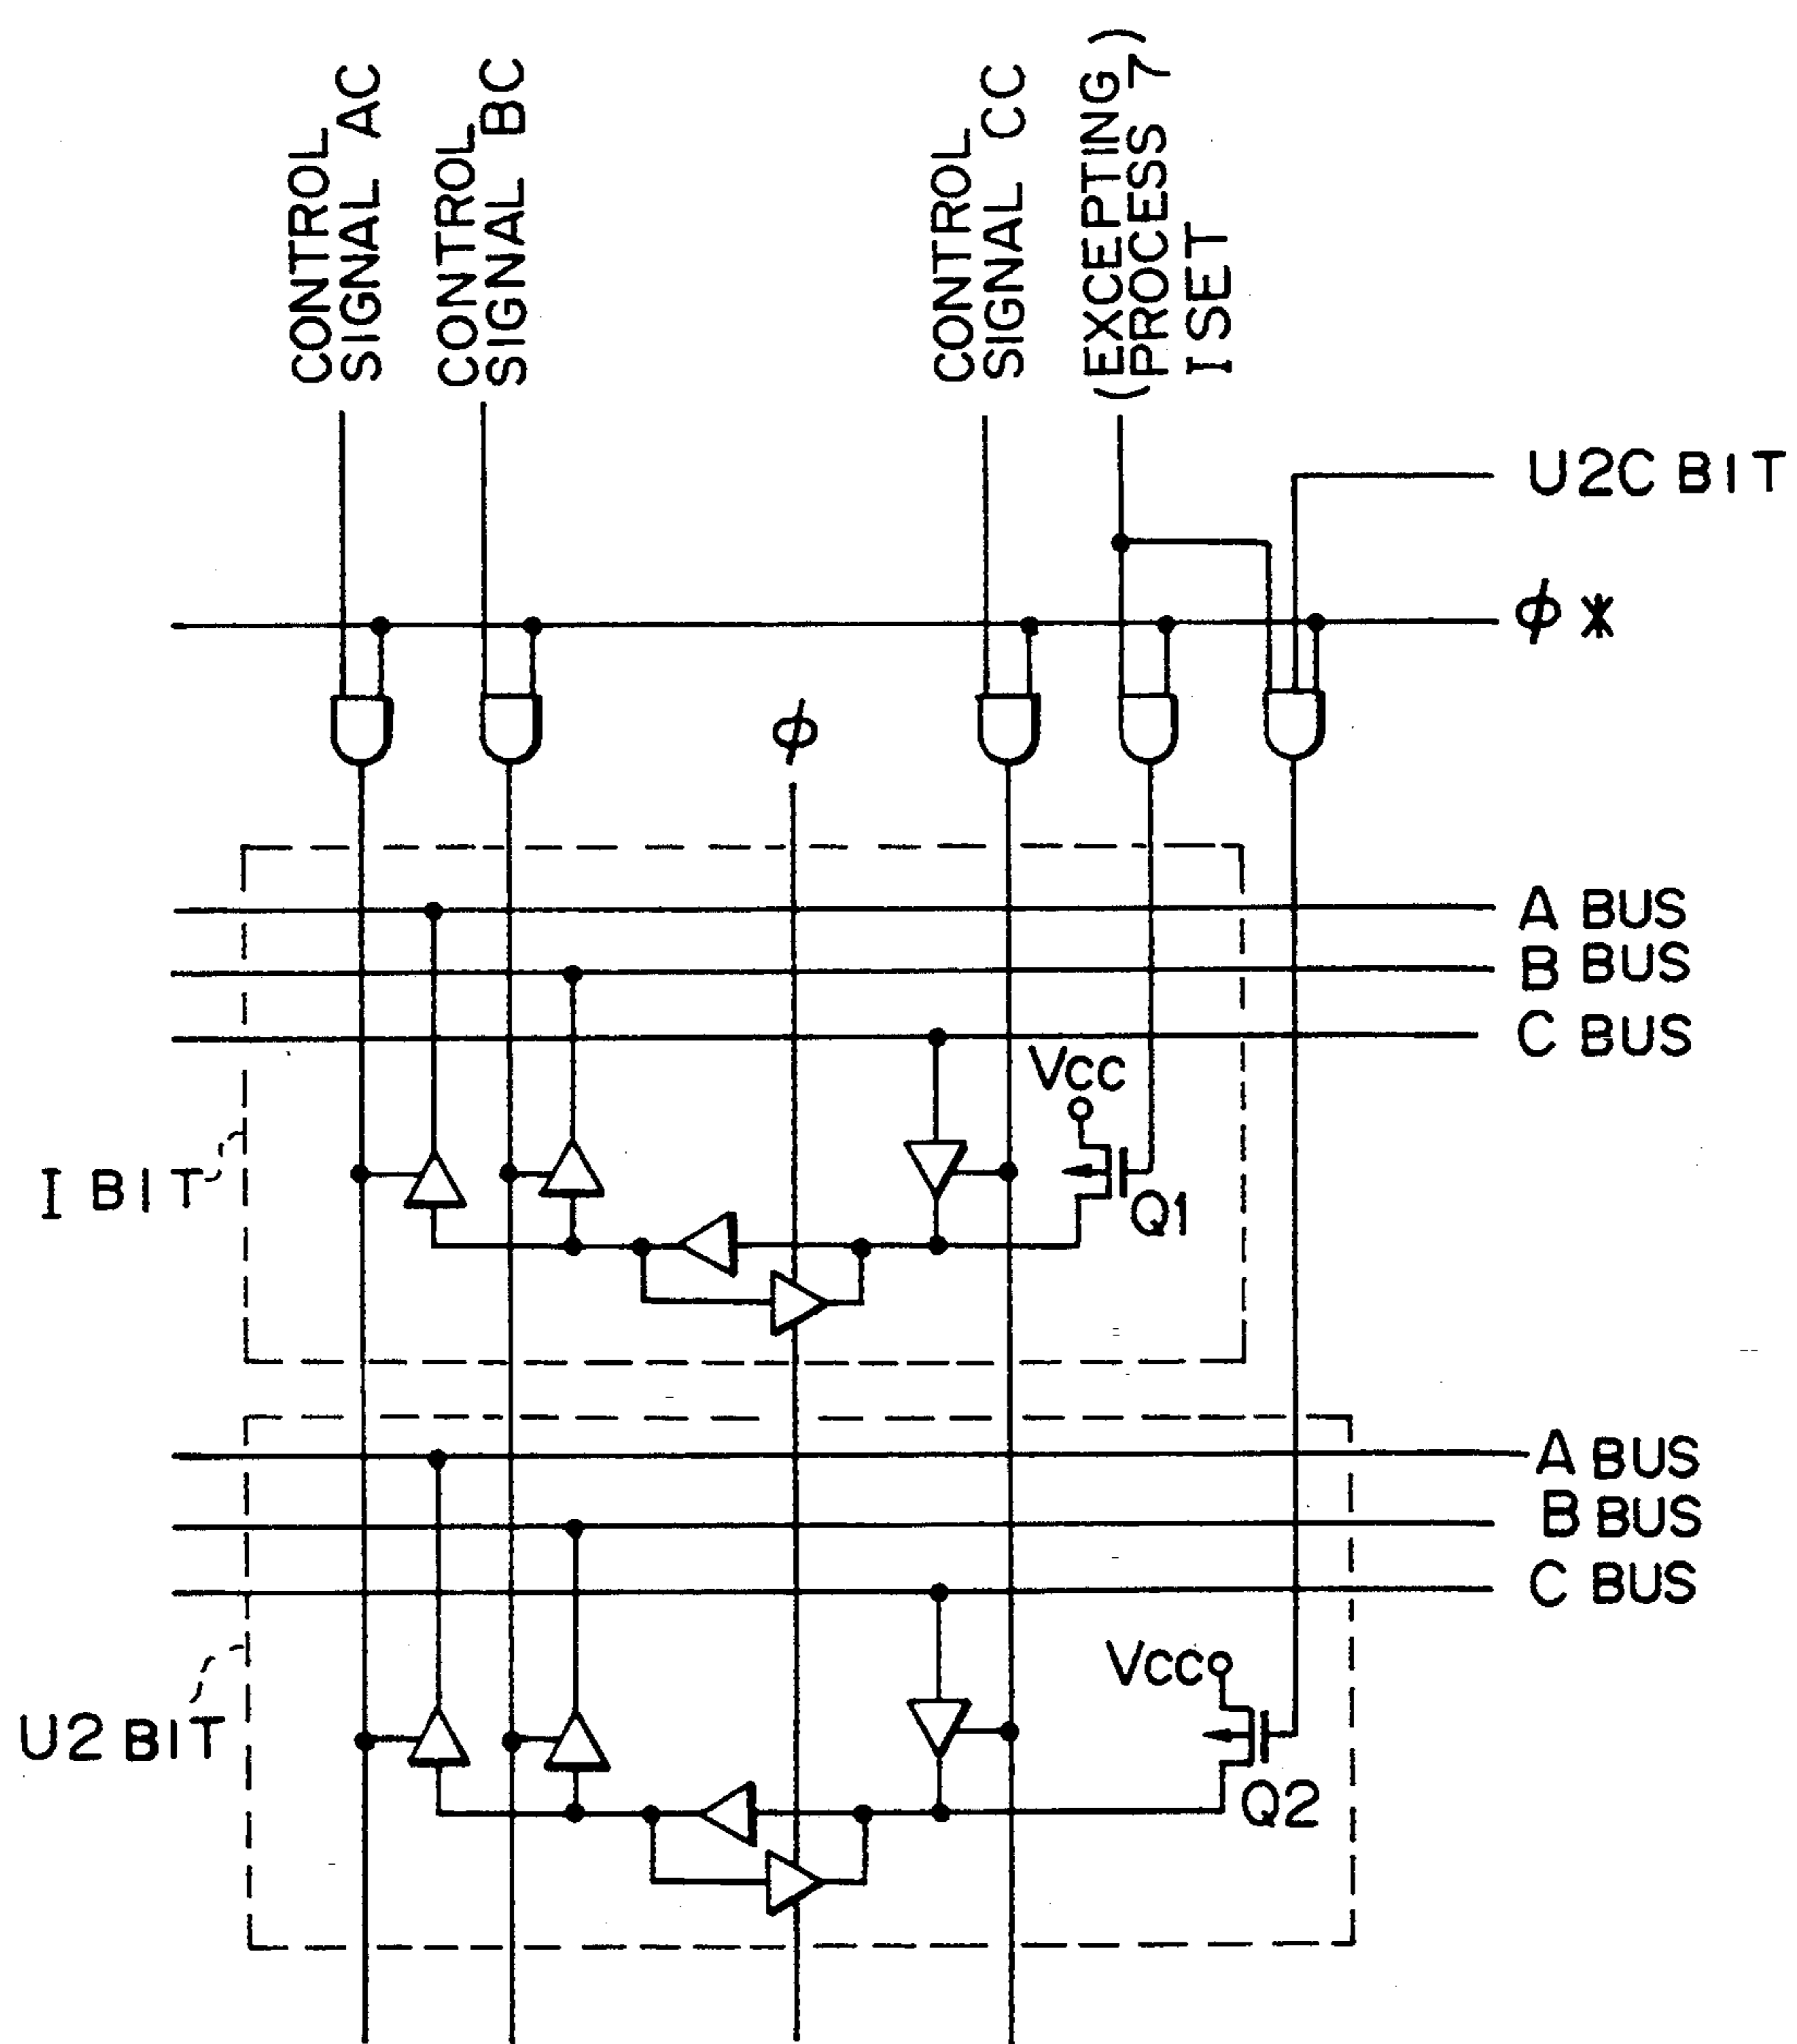 CONTROL
SIGNAL AC
CONTROL
SIGNAL BC
CONTROL
SIGNAL CC
(EXCEPTING
PROCESS 7)
I SET
U2C BIT
ϕ *
ϕ
A BUS
B BUS
C BUS
Vcc
Q1
I BIT
A BUS
B BUS
C BUS
Vcc
Q2
U2 BIT